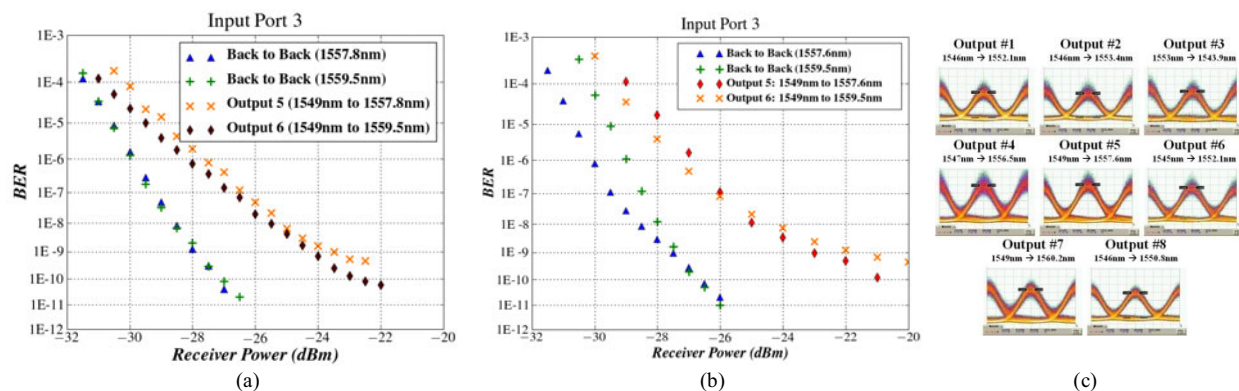 Input Port 3
1E-3
1E-4
1E-5
1E-6
1E-7
1E-8
1E-9
1E-10
1E-11
1E-12
BER
Back to Back (1557.8nm)
Back to Back (1559.5nm)
Output 5 (1549nm to 1557.8nm)
Output 6 (1549nm to 1559.5nm)
−32 −30 −28 −26 −24 −22 −20
Receiver Power (dBm)
(a)
Input Port 3
1E-3
1E-4
1E-5
1E-6
1E-7
1E-8
1E-9
1E-10
1E-11
1E-12
BER
Back to Back (1557.6nm)
Back to Back (1559.5nm)
Output 5: 1549nm to 1557.6nm
Output 6: 1549nm to 1559.5nm
−32 −30 −28 −26 −24 −22 −20
Receiver Power (dBm)
(b)
Output #1 Output #2 Output #3
1546nm → 1552.1nm 1546nm → 1553.4nm 1553nm → 1543.9nm
Output #4 Output #5 Output #6
1547nm → 1556.5nm 1549nm → 1557.6nm 1545nm → 1552.1nm
Output #7 Output #8
1549nm → 1560.2nm 1546nm → 1550.8nm
(c)